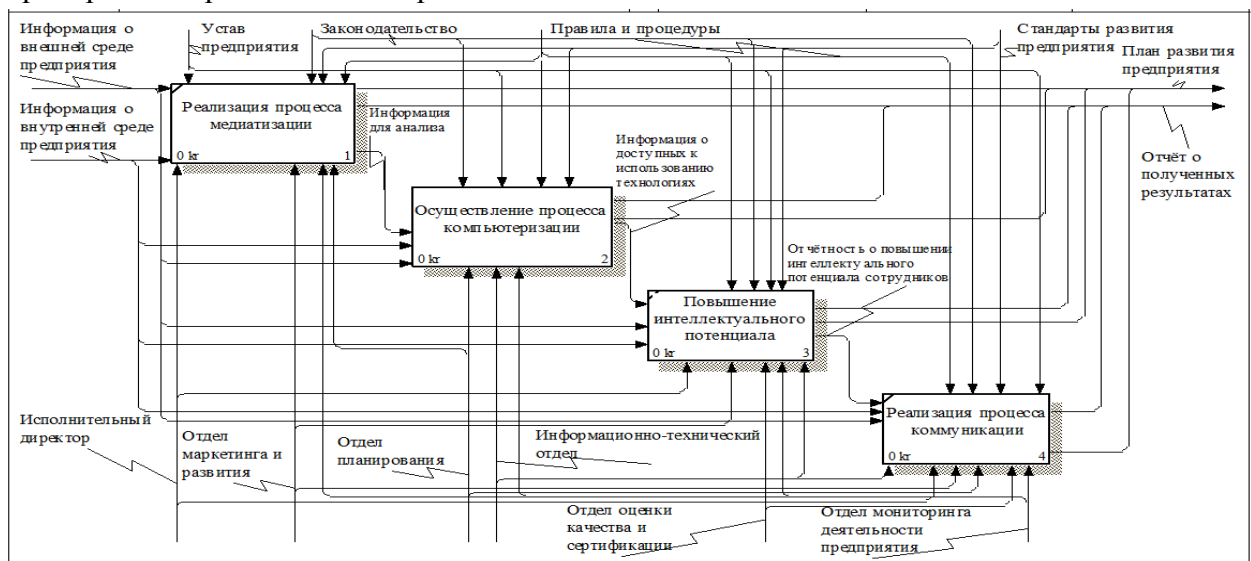 Информация о
внешней среде
предприятия
Устав
предприятия
Законодательство
Правила и процедуры
Стандарты развития
предприятия
План развития
предприятия
Информация о
внутренней среде
предприятия
Реализация процесса
медиатизации
0 kr
1
Информация
для анализа
Информация о
доступных к
использованию
технологиях
Отчёт о
полученных
результатах
Осуществление процесса
компьютеризации
0 kr
2
Отчётность о повышении
интеллектуального
потенциала сотрудников
Повышение
интеллектуального
потенциала
0 kr
3
Реализация процесса
коммуникации
0 kr
4
Исполнительный
директор
Отдел
маркетинга и
развития
Отдел
планирования
Информационно-технический
отдел
Отдел оценки
качества и
сертификации
Отдел мониторинга
деятельности
предприятия